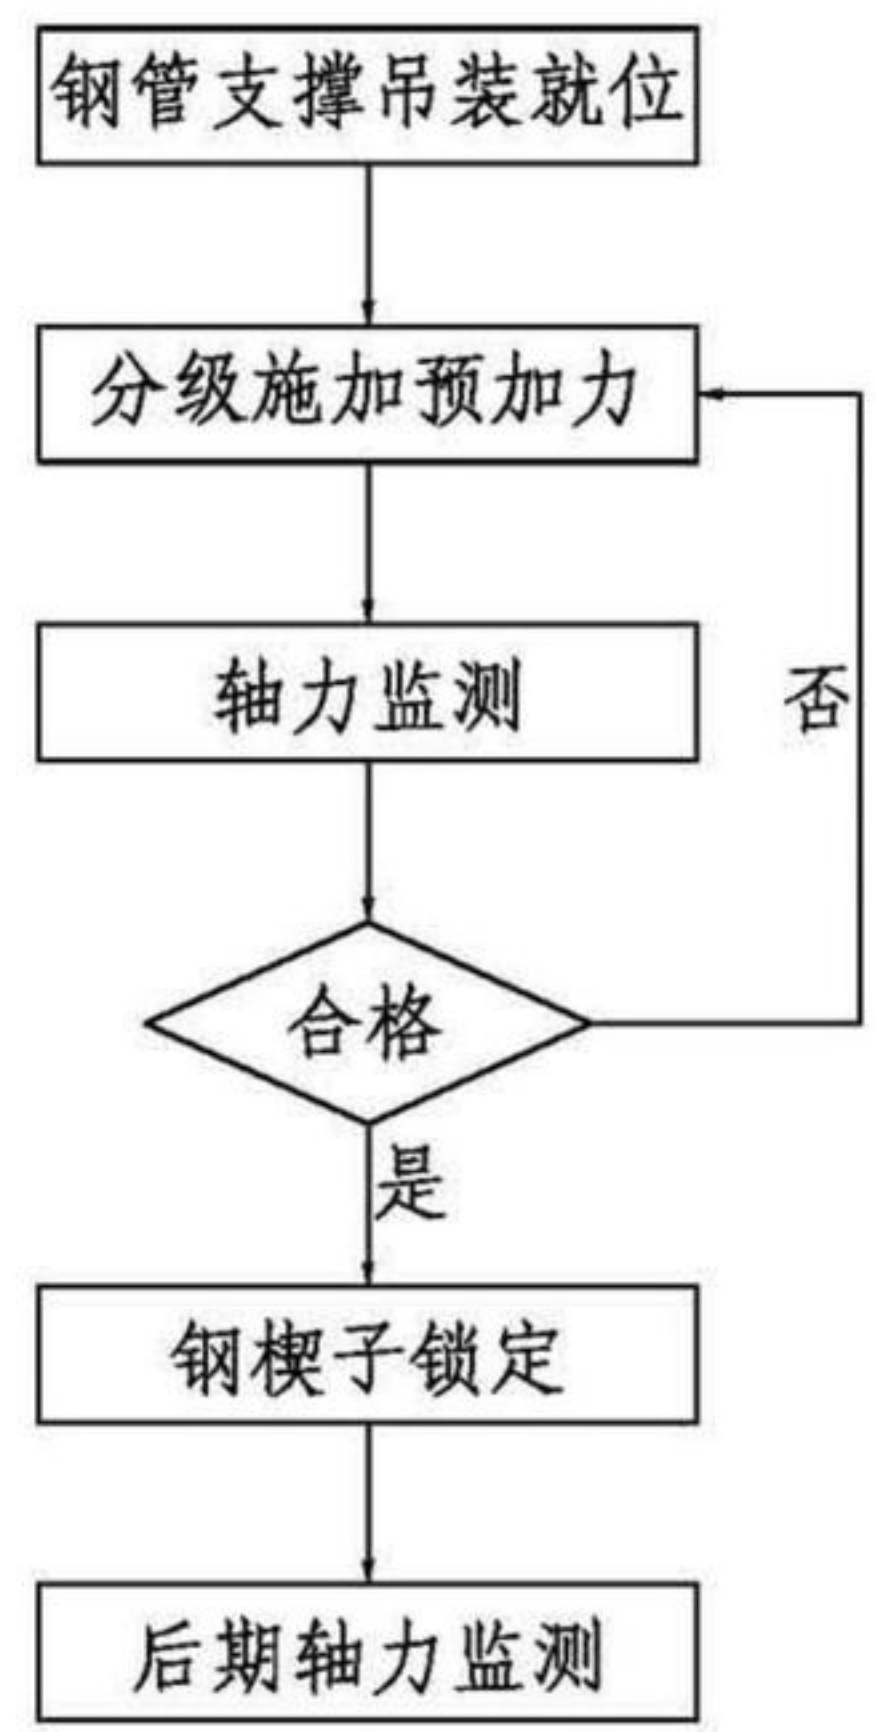 钢管支撑吊装就位
分级施加预加力
轴力监测
否
合格
是
钢楔子锁定
后期轴力监测